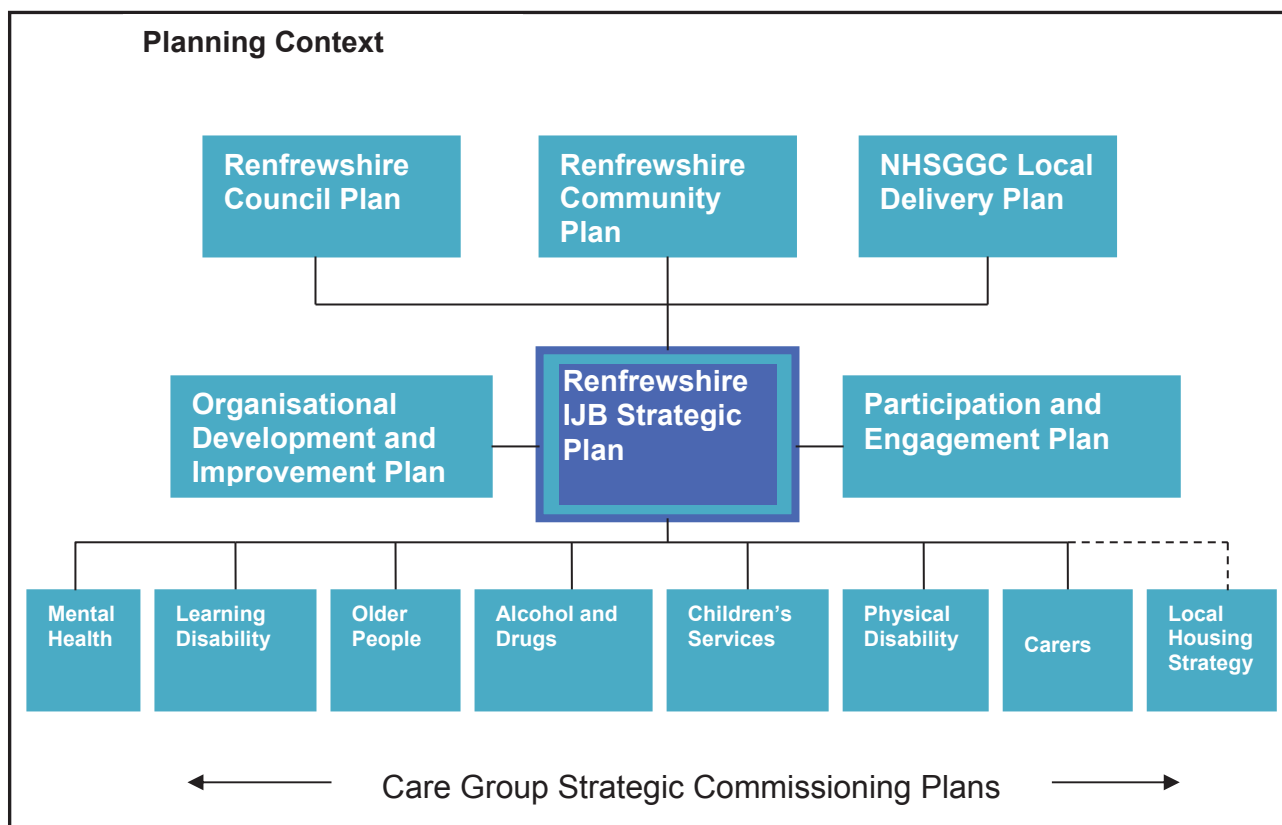 Planning Context
Renfrewshire
Council Plan
Renfrewshire
Community
Plan
NHSGGC Local
Delivery Plan
Organisational
Development and
Improvement Plan
Renfrewshire
IJB Strategic
Plan
Participation and
Engagement Plan
Mental
Health
Learning
Disability
Older
People
Alcohol and
Drugs
Children’s
Services
Physical
Disability
Carers
Local
Housing
Strategy
Care Group Strategic Commissioning Plans